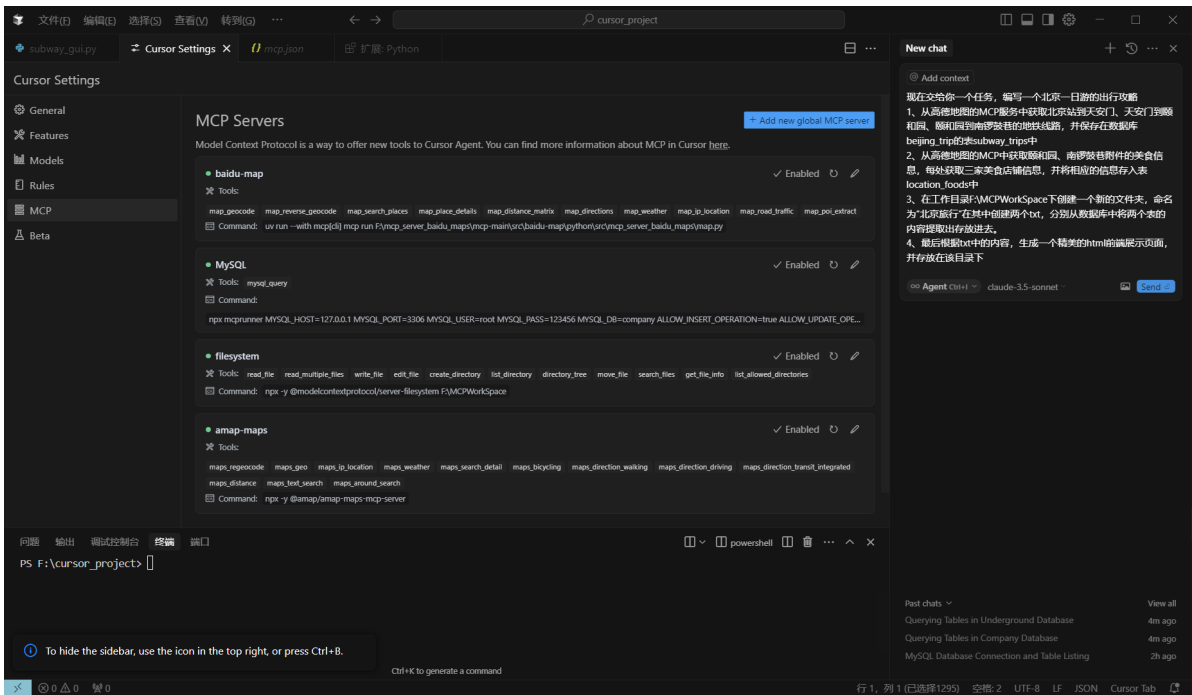 文件(F) 编辑(E) 选择(S) 查看(V) 转到(G) ··· cursor_project
subway_gui.py Cursor Settings mcp.json 扩展: Python
Cursor Settings
General
Features
Models
Rules
MCP
Beta
MCP Servers
+ Add new global MCP server
Model Context Protocol is a way to offer new tools to Cursor Agent. You can find more information about MCP in Cursor here.
baidu-map Enabled
Tools:
map_geocode map_reverse_geocode map_search_places map_place_details map_distance_matrix map_directions map_weather map_ip_location map_road_traffic map_poi_extract
Command: uv run --with mcp[cli] mcp run F:\mcp_server_baidu_maps\mcp-main\src\baidu-map\python\src\mcp_server_baidu_maps\map.py
MySQL Enabled
Tools: mysql_query
Command:
npx mcprunner MYSQL_HOST=127.0.0.1 MYSQL_PORT=3306 MYSQL_USER=root MYSQL_PASS=123456 MYSQL_DB=company ALLOW_INSERT_OPERATION=true ALLOW_UPDATE_OPE...
filesystem Enabled
Tools: read_file read_multiple_files write_file edit_file create_directory list_directory directory_tree move_file search_files get_file_info list_allowed_directories
Command: npx -y @modelcontextprotocol/server-filesystem F:\MCPWorkSpace
amap-maps Enabled
Tools:
maps_regeocode maps_geo maps_ip_location maps_weather maps_search_detail maps_bicycling maps_direction_walking maps_direction_driving maps_direction_transit_integrated
maps_distance maps_text_search maps_around_search
Command: npx -y @amap/amap-maps-mcp-server
问题 输出 调试控制台 终端 端口 powershell
PS F:\cursor_project>
To hide the sidebar, use the icon in the top right, or press Ctrl+B.
Ctrl+K to generate a command
New chat
@ Add context
现在交给你一个任务，编写一个北京一日游的出行攻略
1、从高德地图的MCP服务中获取北京站到天安门、天安门到颐
和园、颐和园到南锣鼓巷的地铁线路，并保存在数据库
beijing_trip的表subway_trips中
2、从高德地图的MCP中获取颐和园、南锣鼓巷附件的美食信
息，每处获取三家美食店铺信息，并将相应的信息存入表
location_foods中
3、在工作目录F:\MCPWorkSpace下创建一个新的文件夹，命名
为"北京旅行"在其中创建两个txt，分别从数据库中将两个表的
内容提取出存放进去。
4、最后根据txt中的内容，生成一个精美的html前端展示页面，
并存放在该目录下
Agent Ctrl+I claude-3.5-sonnet Send
Past chats View all
Querying Tables in Underground Database 4m ago
Querying Tables in Company Database 4m ago
MySQL Database Connection and Table Listing 2h ago
0 0 0 行 1，列 1 (已选择1295) 空格: 2 UTF-8 LF JSON Cursor Tab